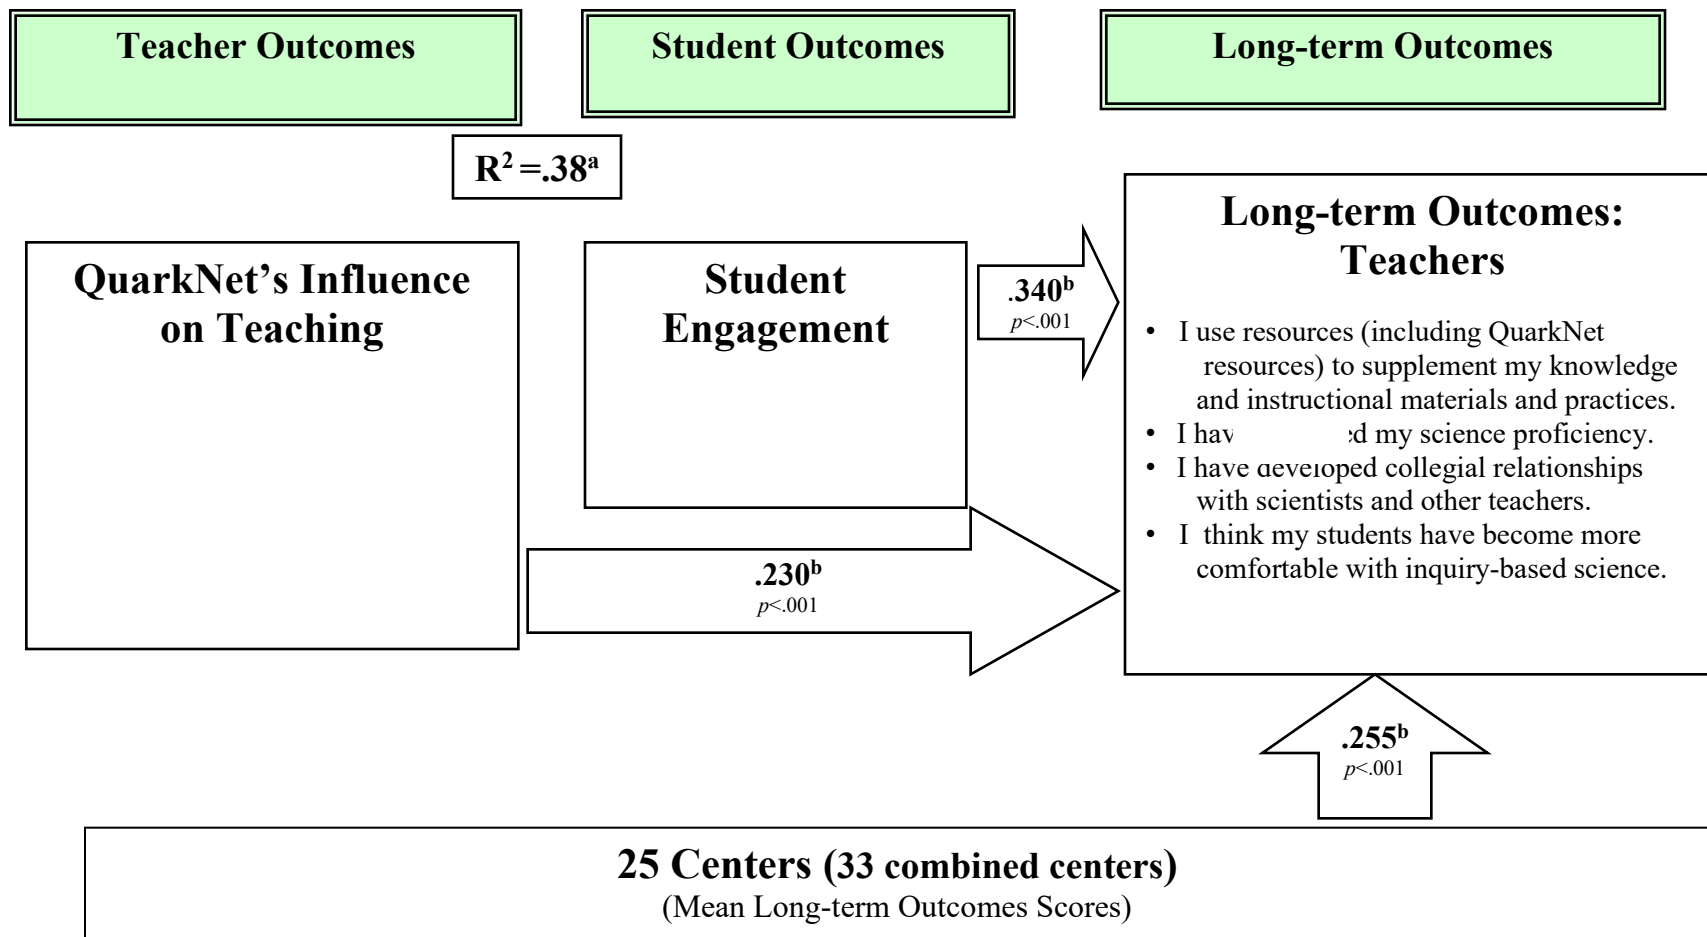 Teacher Outcomes
Student Outcomes
Long-term Outcomes
R² =.38ᵃ
QuarkNet’s Influence
on Teaching
Student
Engagement
.340ᵇ
p<.001
.230ᵇ
p<.001
Long-term Outcomes:
Teachers
• I use resources (including QuarkNet
resources) to supplement my knowledge
and instructional materials and practices.
• I my science proficiency.
• I have developed collegial relationships
with scientists and other teachers.
• I think my students have become more
comfortable with inquiry-based science.
.255ᵇ
p<.001
25 Centers (33 combined centers)
(Mean Long-term Outcomes Scores)